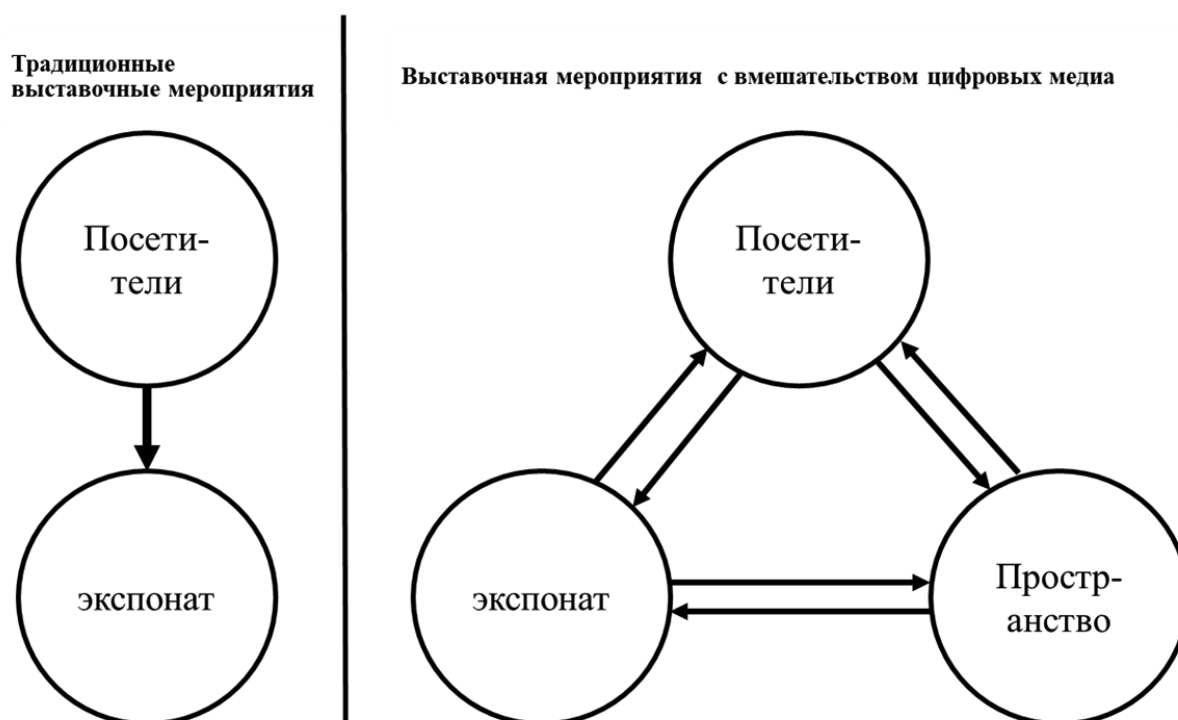 Традиционные
выставочные мероприятия
Посети-
тели
экспонат
Выставочная мероприятия с вмешательством цифровых медиа
Посети-
тели
экспонат
Простр-
анство